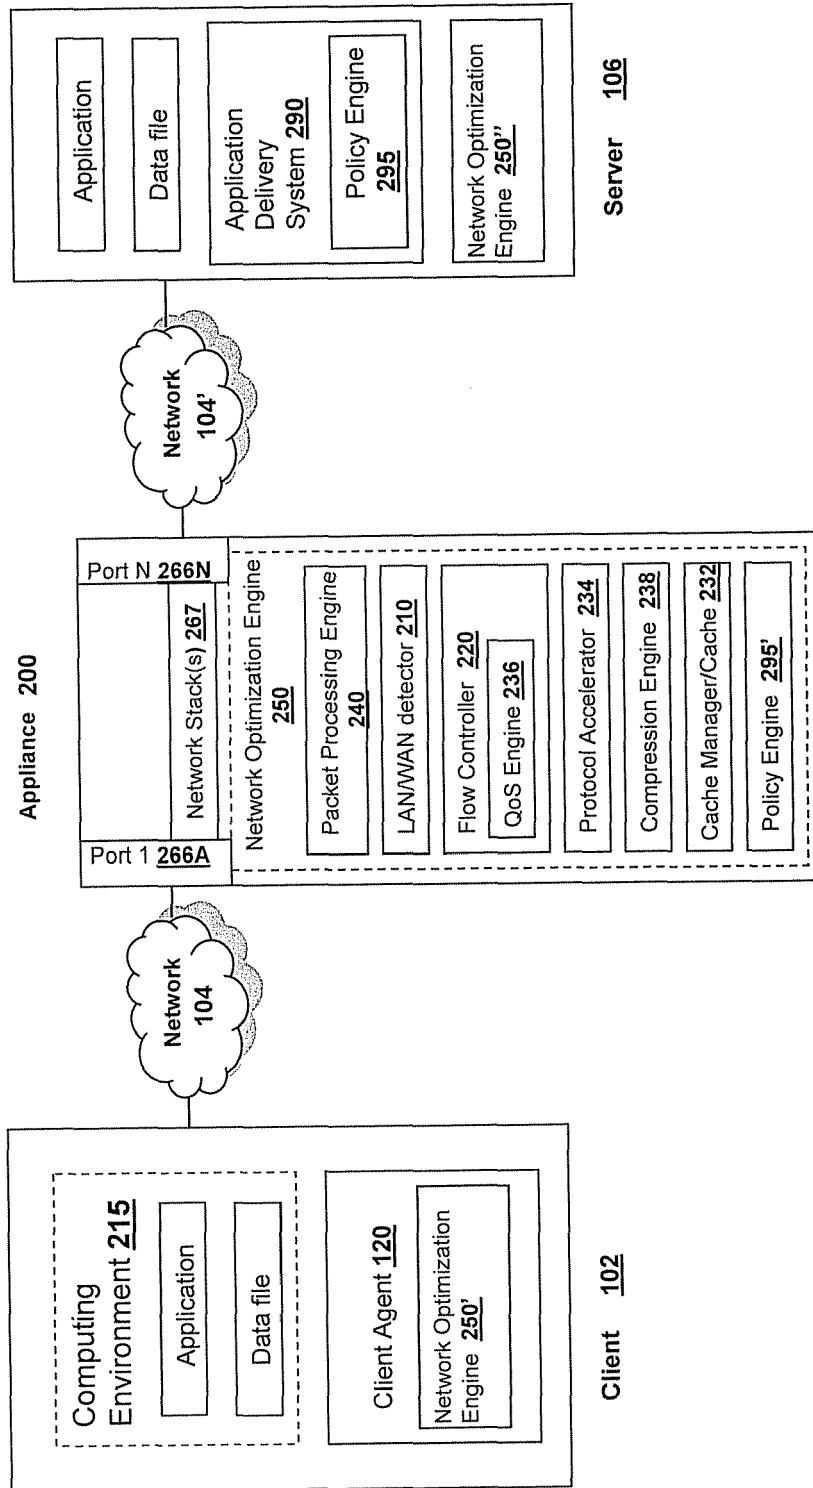 Appliance 200
Computing
Environment 215
Application
Data file
Client Agent 120
Network Optimization
Engine 250'
Client 102
Network
104
Port 1 266A
Network Stack(s) 267
Port N 266N
Network Optimization Engine
250
Packet Processing Engine
240
LAN/WAN detector 210
Flow Controller 220
QoS Engine 236
Protocol Accelerator 234
Compression Engine 238
Cache Manager/Cache 232
Policy Engine 295'
Network
104'
Application
Data file
Application
Delivery
System 290
Policy Engine
295
Network Optimization
Engine 250''
Server 106